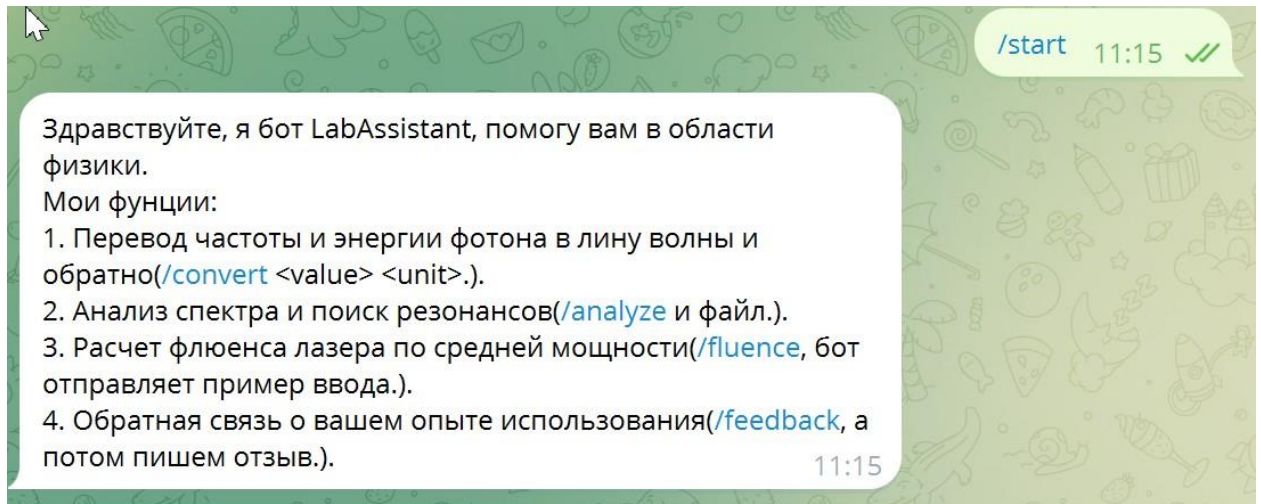 /start 11:15
Здравствуйте, я бот LabAssistant, помогу вам в области
физики.
Мои фунции:
1. Перевод частоты и энергии фотона в лину волны и
обратно(/convert <value> <unit>.).
2. Анализ спектра и поиск резонансов(/analyze и файл.).
3. Расчет флюенса лазера по средней мощности(/fluence, бот
отправляет пример ввода.).
4. Обратная связь о вашем опыте использования(/feedback, а
потом пишем отзыв.).
11:15